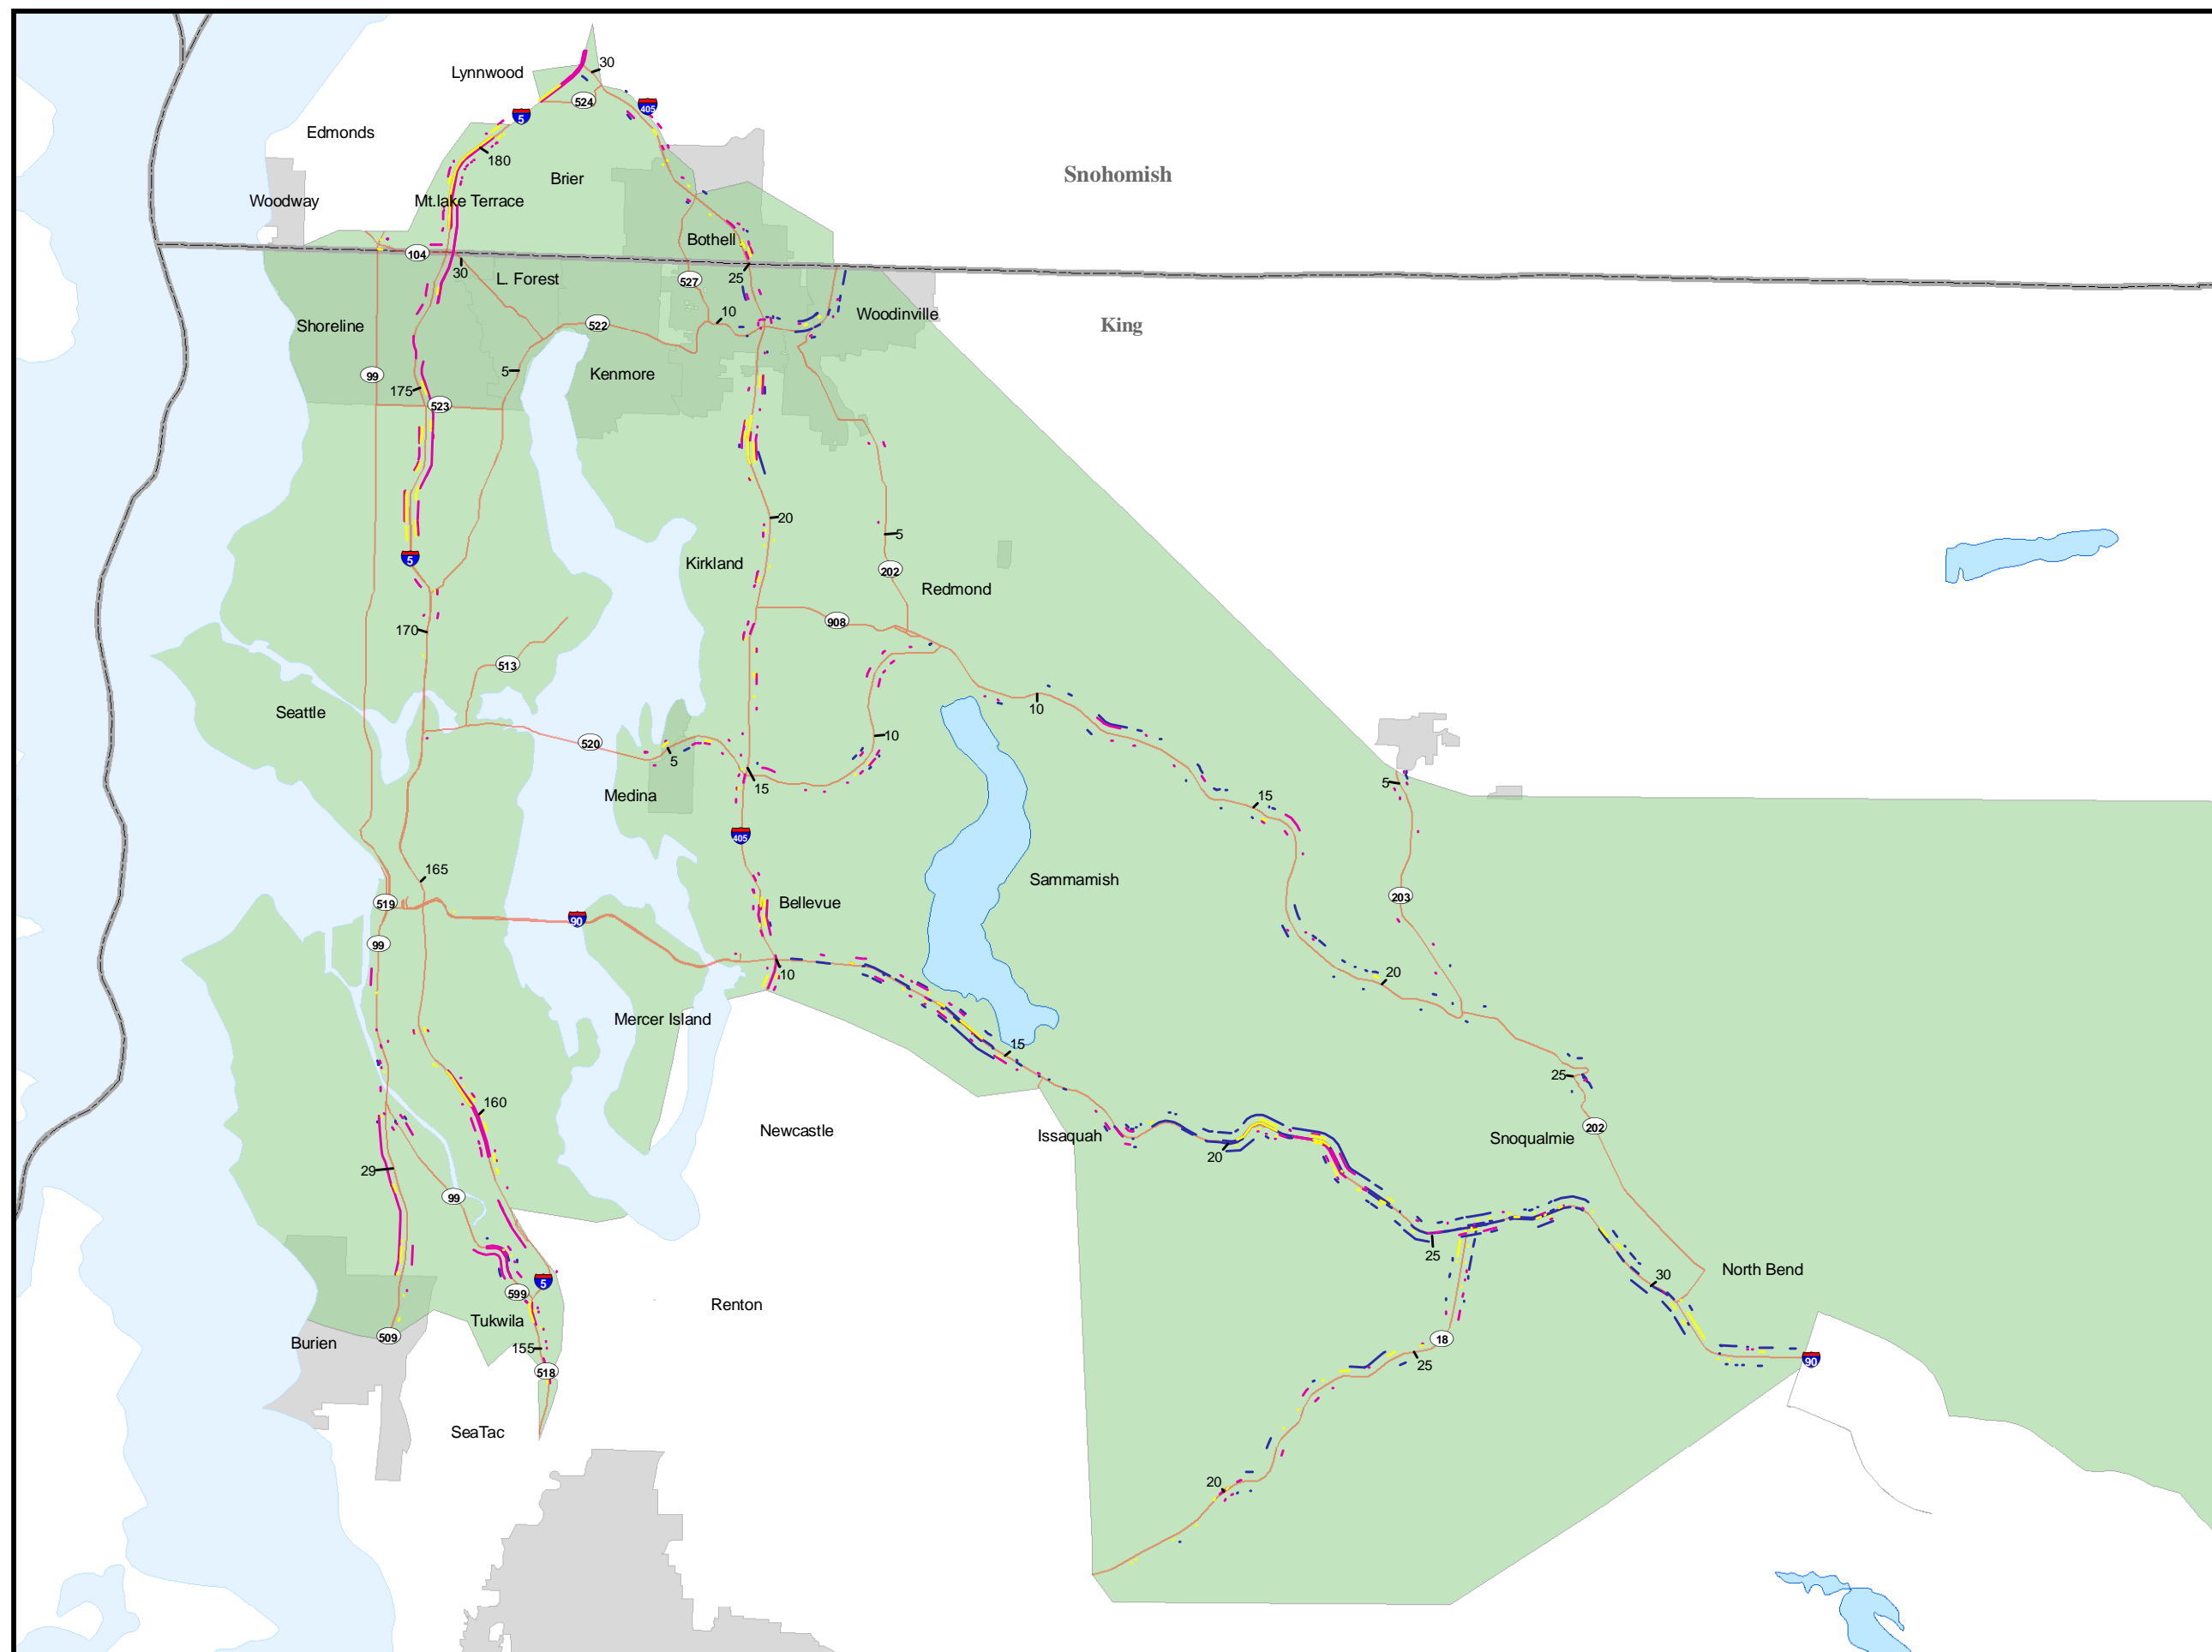 30
Lynnwood
524
405
5
Edmonds
180
Brier
Snohomish
Woodway
Mt.lake Terrace
Bothell
104
30
L. Forest
527
25
10
Woodinville
Shoreline
522
King
99
175
5
Kenmore
523
20
5
5
Kirkland
202
Redmond
908
170
513
Seattle
10
520
5
10
15
Medina
15
5
405
165
Sammamish
519
90
Bellevue
203
99
10
20
Mercer Island
15
25
160
Newcastle
Issaquah
20
Snoqualmie
202
29
99
25
30
North Bend
5
599
Renton
Tukwila
Burien
509
155
18
25
90
518
SeaTac
20